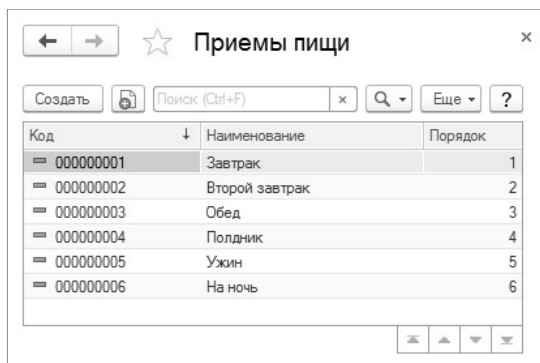 Приемы пищи
Создать Поиск (Ctrl+F) × Еще ?
Код ↓ Наименование Порядок
000000001 Завтрак 1
000000002 Второй завтрак 2
000000003 Обед 3
000000004 Полдник 4
000000005 Ужин 5
000000006 На ночь 6